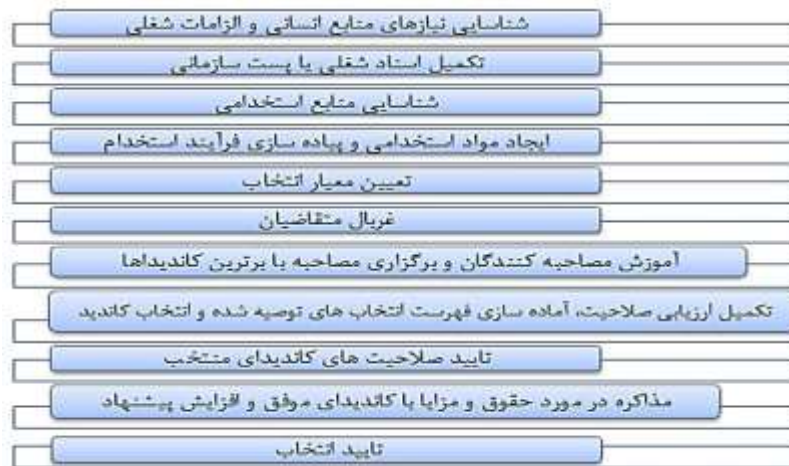 شناسایی نیازهای منابع انسانی و الزامات شغلی
تکمیل اسناد شغلی یا پست سازمانی
شناسایی منابع استخدامی
ایجاد مواد استخدامی و پیاده سازی فرآیند استخدام
تعیین معیار انتخاب
غربال متقاضیان
آموزش مصاحبه کنندگان و برگزاری مصاحبه با برترین کاندیداها
تکمیل ارزیابی صلاحیت، آماده سازی فهرست انتخاب های توصیه شده و انتخاب کاندید
تایید صلاحیت های کاندیدای منتخب
مذاکره در مورد حقوق و مزایا با کاندیدای موفق و افزایش پیشنهاد
تایید انتخاب